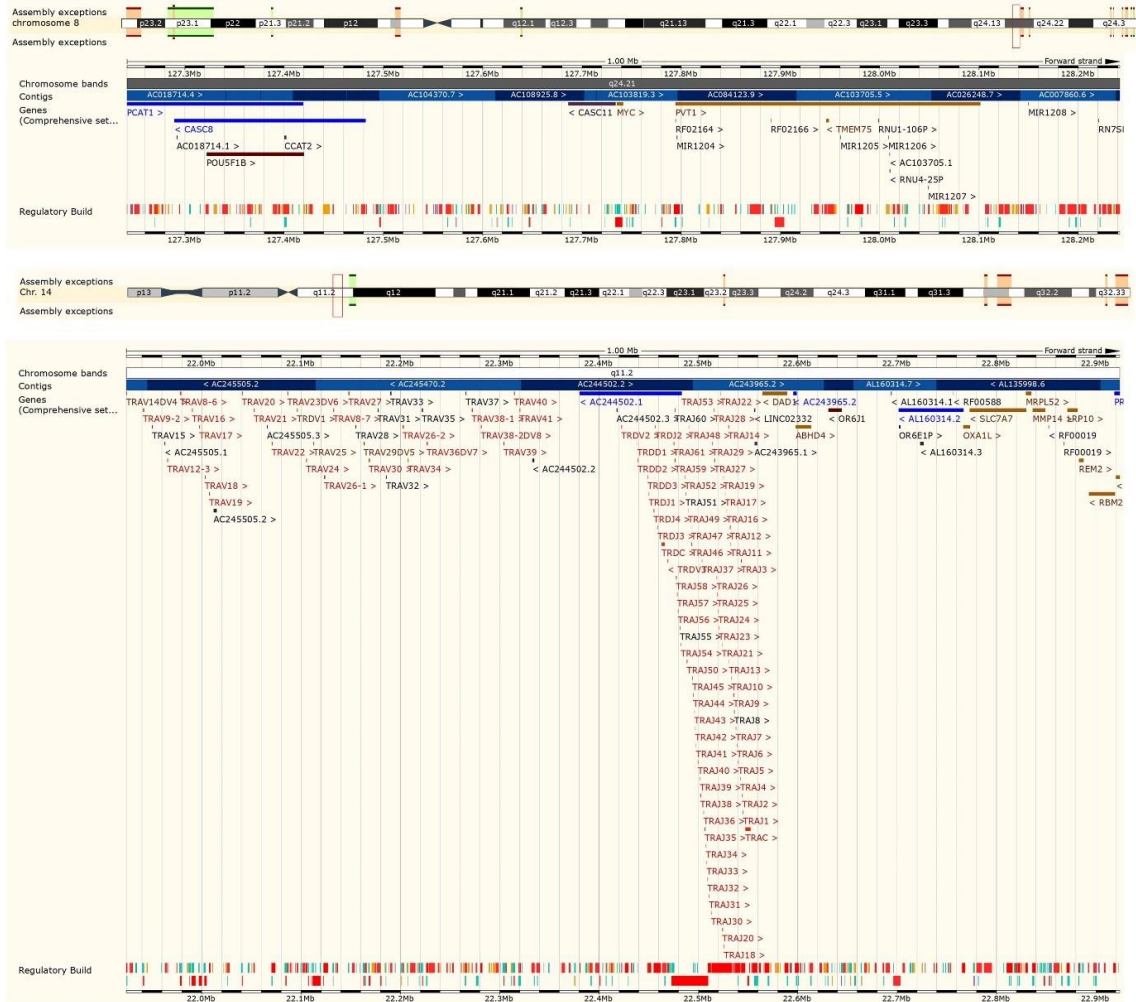 Assembly exceptions
chromosome 8
p23.2 p23.1 p22 p21.3 p21.2 p12 q12.1 q12.3 q21.13 q21.3 q22.1 q22.3 q23.1 q23.3 q24.13 q24.22 q24.3
Assembly exceptions
1.00 Mb Forward strand
127.3Mb 127.4Mb 127.5Mb 127.6Mb 127.7Mb 127.8Mb 127.9Mb 128.0Mb 128.1Mb 128.2Mb
Chromosome bands q24.21
Contigs AC018714.4 > AC104370.7 > AC108925.8 > AC103819.3 > AC084123.9 > AC103705.5 > AC026248.7 > AC007860.6 >
Genes
(Comprehensive set...
PCAT1 > < CASC11 MYC > PVT1 > MIR1208 >
< CASC8 RF02164 > RF02166 > < TMEM75 RNU1-106P >
AC018714.1 > CCAT2 > MIR1204 > MIR1205 > MIR1206 >
POU5F1B > < AC103705.1
< RNU4-25P
MIR1207 >
Regulatory Build
127.3Mb 127.4Mb 127.5Mb 127.6Mb 127.7Mb 127.8Mb 127.9Mb 128.0Mb 128.1Mb 128.2Mb
Assembly exceptions
Chr. 14
p13 p11.2 q11.2 q12 q21.1 q21.2 q21.3 q22.1 q22.3 q23.1 q23.2 q23.3 q24.2 q24.3 q31.1 q31.3 q32.2 q32.33
Assembly exceptions
1.00 Mb Forward strand
22.0Mb 22.1Mb 22.2Mb 22.3Mb 22.4Mb 22.5Mb 22.6Mb 22.7Mb 22.8Mb 22.9Mb
Chromosome bands q11.2
Contigs < AC245505.2 < AC245470.2 < AC244502.2 > AC243965.2 > AL160314.7 > < AL135998.6
Genes
(Comprehensive set...
TRAV14DV4 TRAV8-6 > TRAV20 > TRAV23DV6 > TRAV27 > TRAV33 > TRAV37 > TRAV40 > < AC244502.1 TRAJ53 > TRAJ22 > < DAD1 < AC243965.2 < AL160314.1 < RF00588 MRPL52 >
TRAV9-2 > TRAV16 > TRAV21 > TRDV1 > TRAV8-7 > TRAV31 > TRAV35 > TRAV38-1 > TRAV41 > AC244502.3 > TRAJ60 > TRAJ28 > < LINC02332 < OR6J1 < AL160314.2 < SLC7A7 MMP14 > LRP10 >
TRAV15 > TRAV17 > AC245505.3 > TRAV25 > TRAV28 > TRAV26-2 > TRAV38-2DV8 > TRDV2 > TRDJ2 > TRAJ48 > TRAJ14 > ABHD4 > OR6E1P > OXA1L > < RF00019
< AC245505.1 TRAV22 > TRAV29DV5 > TRAV36DV7 > TRAV39 > TRDD1 > TRAJ61 > TRAJ29 > < AC243965.1 < AL160314.3 RF00019 >
TRAV12-3 > TRAV24 > TRAV30 > TRAV34 > < AC244502.2 TRDD2 > TRAJ59 > TRAJ27 > REM2 >
TRAV18 > TRAV26-1 > TRAV32 > TRDD3 > TRAJ52 > TRAJ19 > <
TRAV19 > TRDJ1 > TRAJ51 > TRAJ17 > < RBM2
AC245505.2 > TRDJ4 > TRAJ49 > TRAJ16 >
TRDJ3 > TRAJ47 > TRAJ12 >
TRDC > TRAJ46 > TRAJ11 >
< TRDV3 TRAJ37 > TRAJ3 >
TRAJ58 > TRAJ26 >
TRAJ57 > TRAJ25 >
TRAJ56 > TRAJ24 >
TRAJ55 > TRAJ23 >
TRAJ54 > TRAJ21 >
TRAJ50 > TRAJ13 >
TRAJ45 > TRAJ10 >
TRAJ44 > TRAJ9 >
TRAJ43 > TRAJ8 >
TRAJ42 > TRAJ7 >
TRAJ41 > TRAJ6 >
TRAJ40 > TRAJ5 >
TRAJ39 > TRAJ4 >
TRAJ38 > TRAJ2 >
TRAJ36 > TRAJ1 >
TRAJ35 > TRAC >
TRAJ34 >
TRAJ33 >
TRAJ32 >
TRAJ31 >
TRAJ30 >
TRAJ20 >
TRAJ18 >
Regulatory Build
22.0Mb 22.1Mb 22.2Mb 22.3Mb 22.4Mb 22.5Mb 22.6Mb 22.7Mb 22.8Mb 22.9Mb